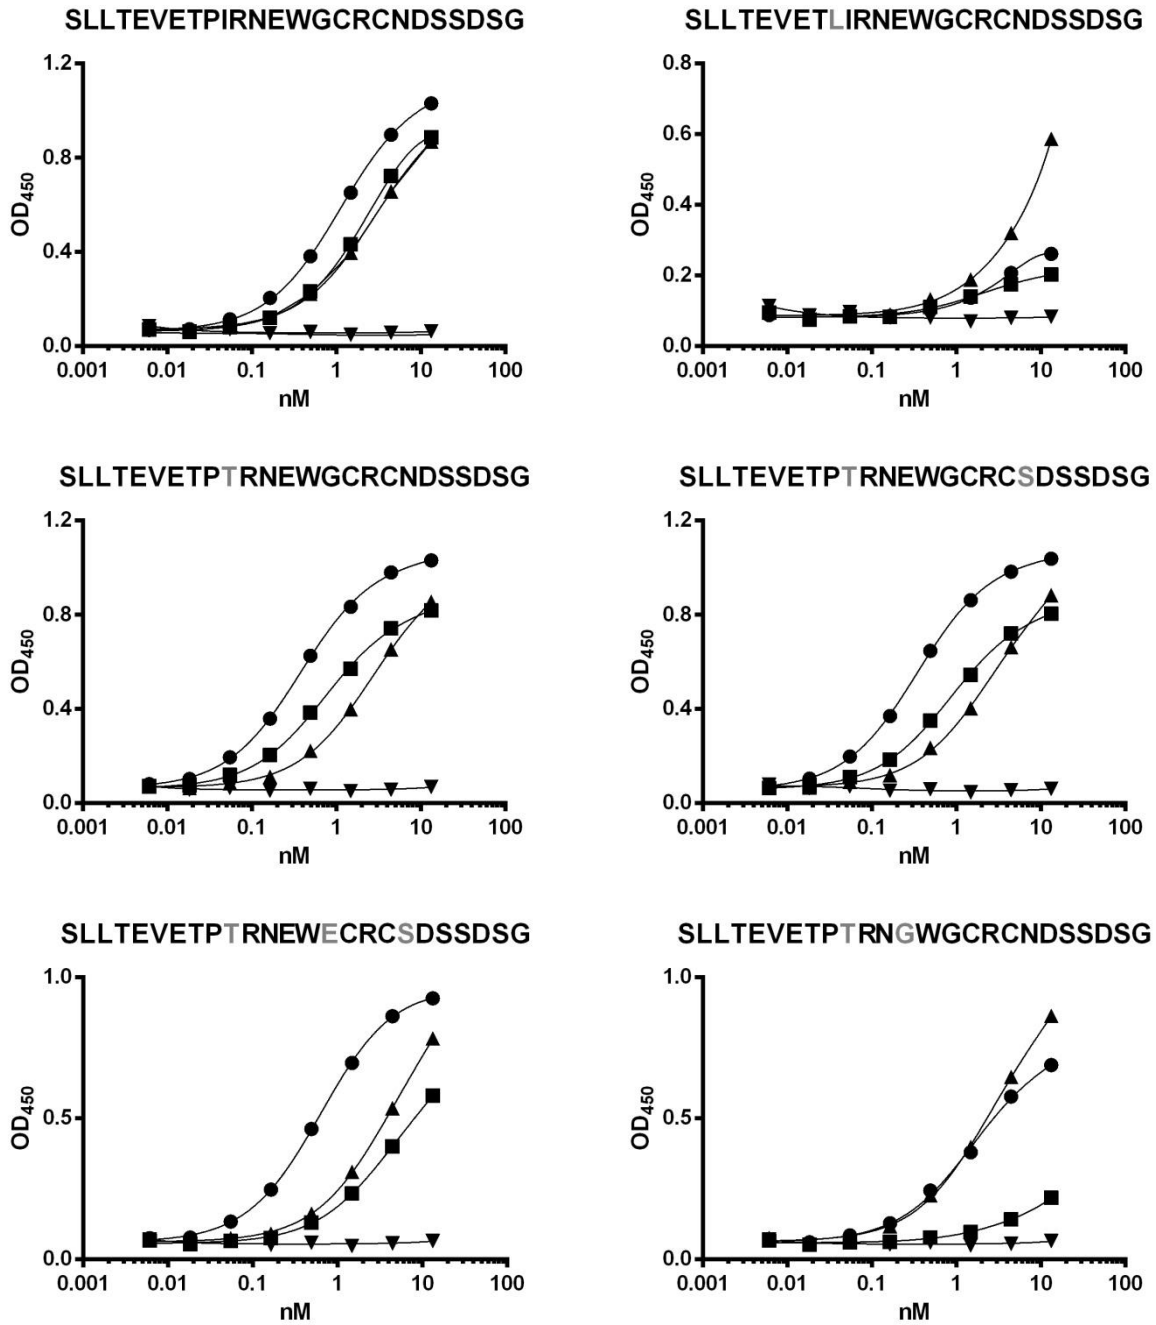 SLLTEVETPIRNEWGCRCNDSSDSG
1.2
0.8
0.4
0.0
OD450
0.001 0.01 0.1 1 10 100
nM
SLLTEVETLIRNEWGCRCNDSSDSG
0.8
0.6
0.4
0.2
0.0
OD450
0.001 0.01 0.1 1 10 100
nM
SLLTEVETPTRNEWGCRCNDSSDSG
1.2
0.8
0.4
0.0
OD450
0.001 0.01 0.1 1 10 100
nM
SLLTEVETPTRNEWGCRCSDSSDSG
1.2
0.8
0.4
0.0
OD450
0.001 0.01 0.1 1 10 100
nM
SLLTEVETPTRNEWECRCSDSSDSG
1.0
0.5
0.0
OD450
0.001 0.01 0.1 1 10 100
nM
SLLTEVETPTRNGWGCRCNDSSDSG
1.0
0.5
0.0
OD450
0.001 0.01 0.1 1 10 100
nM